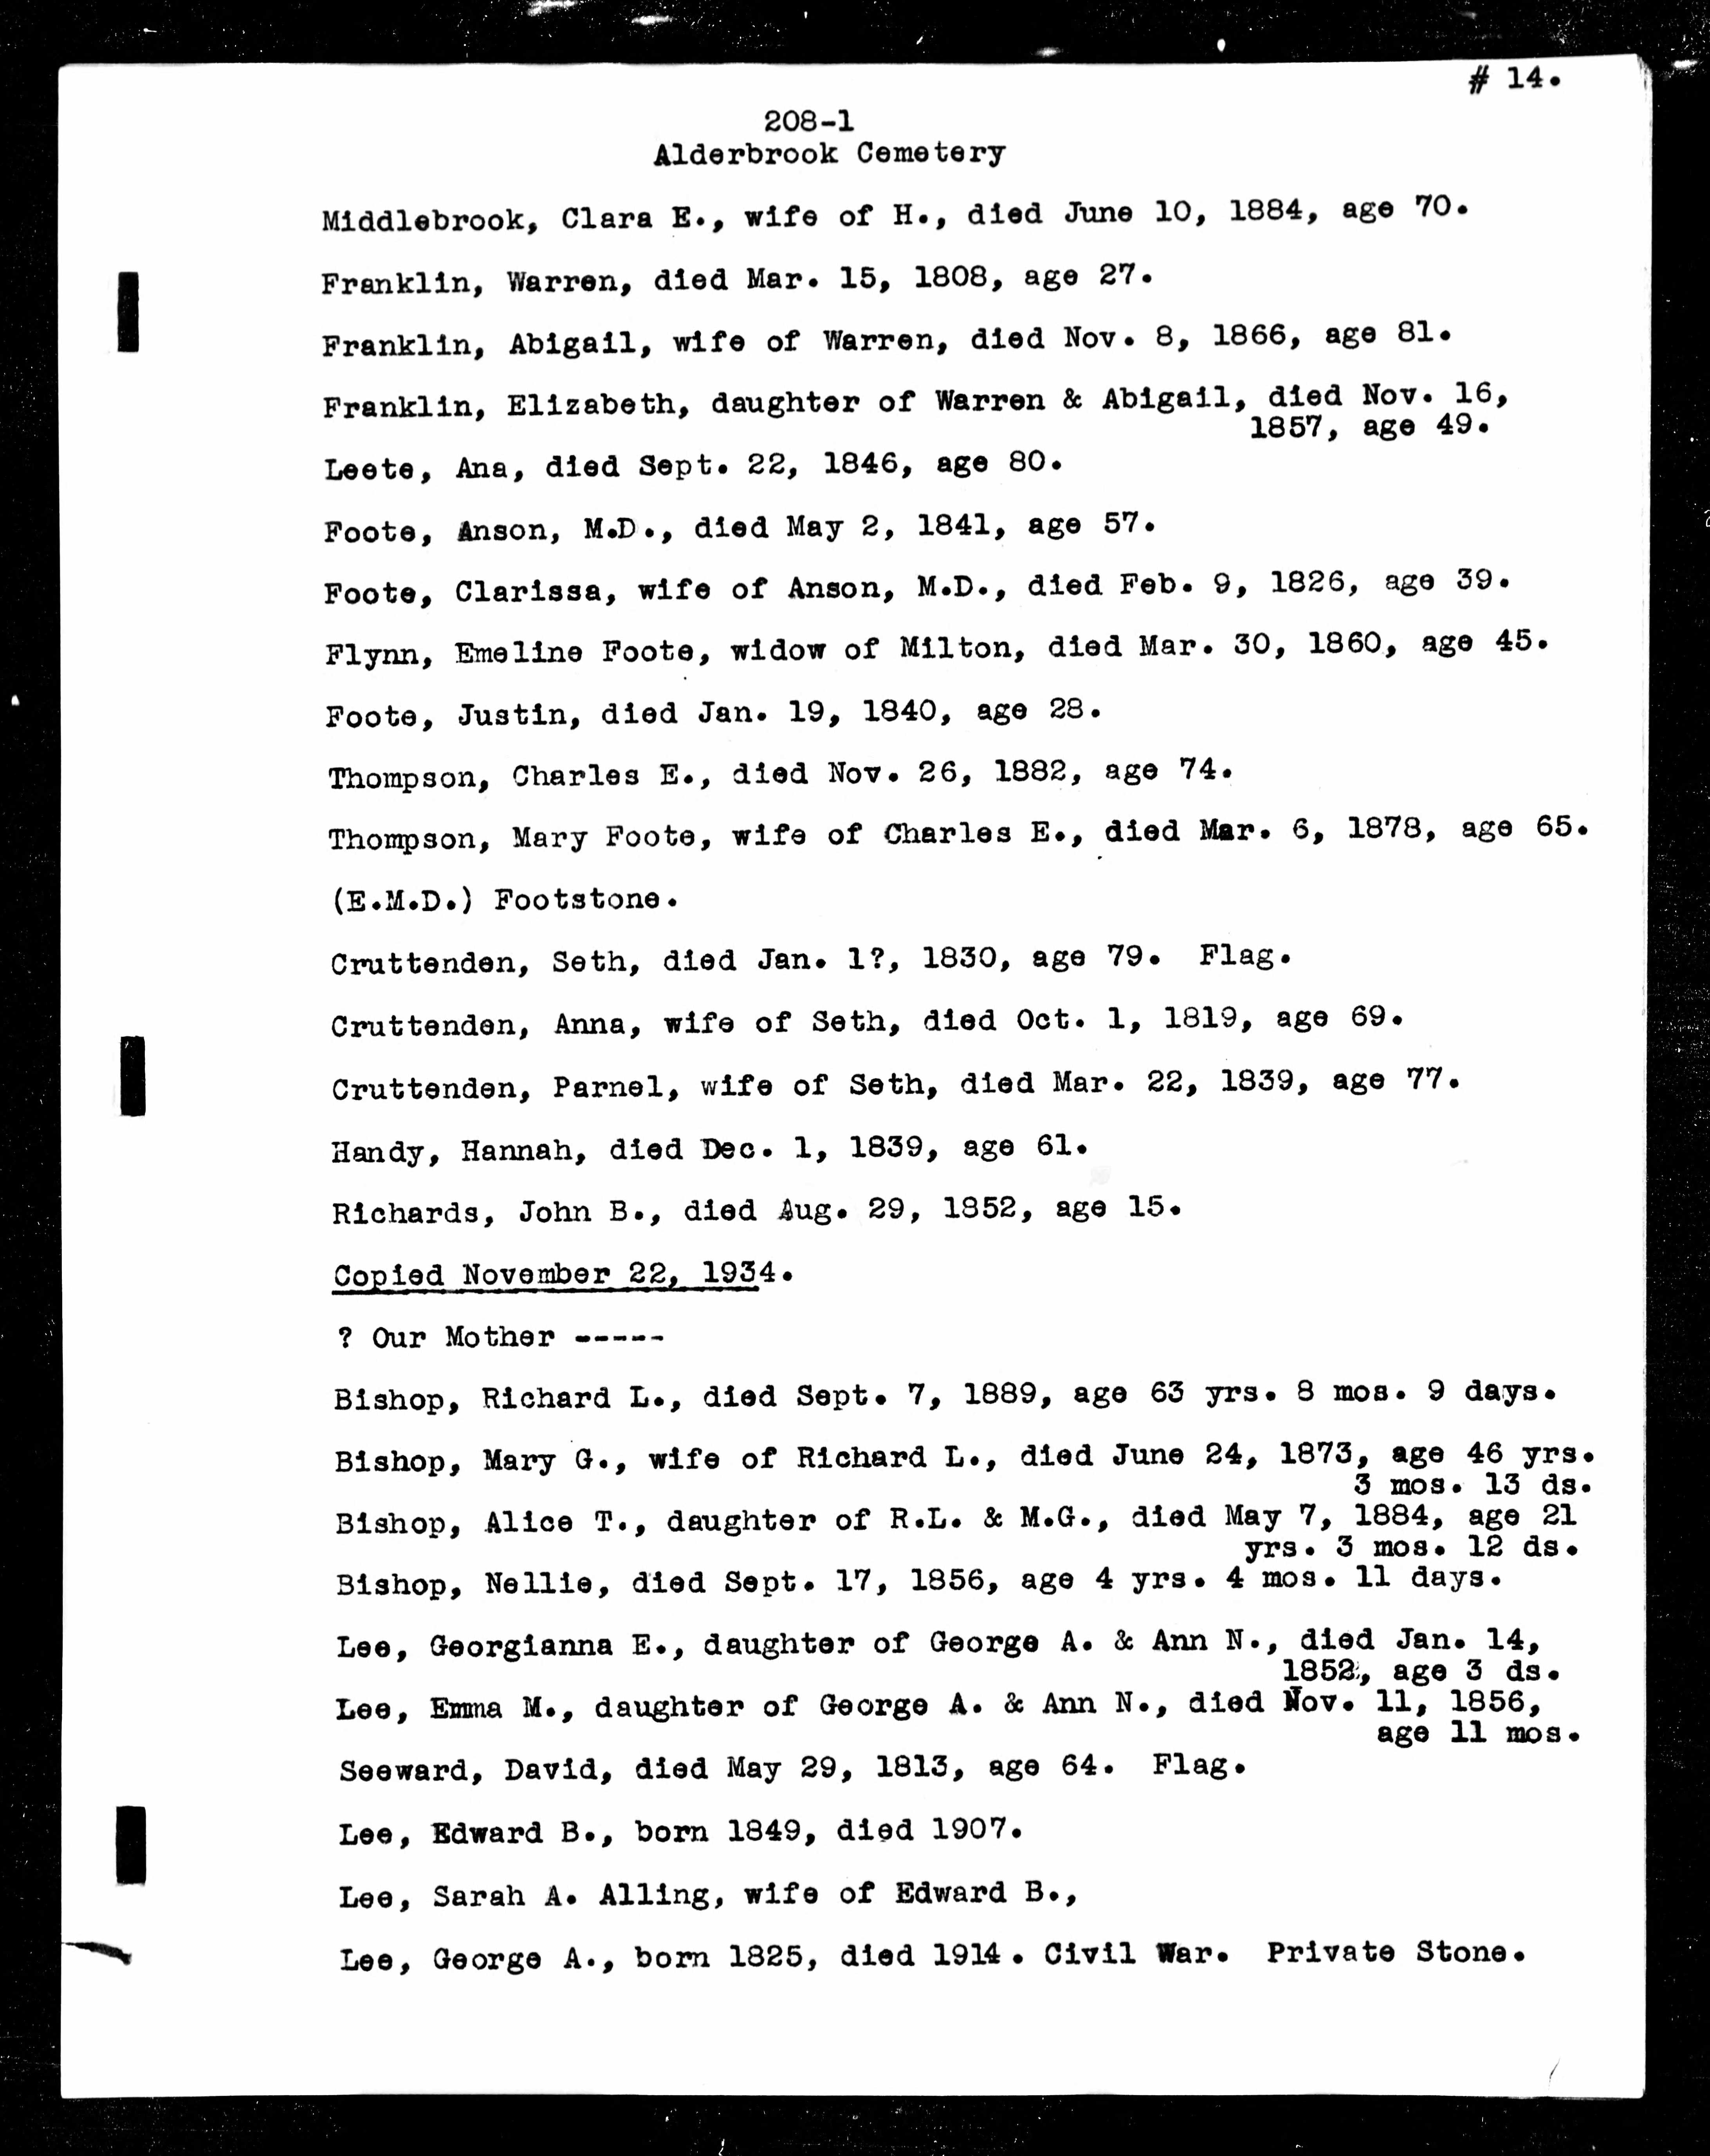 # 14.
208-1
Alderbrook Cemetery
Middlebrook, Clara E., wife of H., died June 10, 1884, age 70.
Franklin, Warren, died Mar. 15, 1808, age 27.
Franklin, Abigail, wife of Warren, died Nov. 8, 1866, age 81.
Franklin, Elizabeth, daughter of Warren & Abigail, died Nov. 16,
1857, age 49.
Leete, Ana, died Sept. 22, 1846, age 80.
Foote, Anson, M.D., died May 2, 1841, age 57.
Foote, Clarissa, wife of Anson, M.D., died Feb. 9, 1826, age 39.
Flynn, Emeline Foote, widow of Milton, died Mar. 30, 1860, age 45.
Foote, Justin, died Jan. 19, 1840, age 28.
Thompson, Charles E., died Nov. 26, 1882, age 74.
Thompson, Mary Foote, wife of Charles E., died Mar. 6, 1878, age 65.
(E.M.D.) Footstone.
Cruttenden, Seth, died Jan. 1?, 1830, age 79. Flag.
Cruttenden, Anna, wife of Seth, died Oct. 1, 1819, age 69.
Cruttenden, Parnel, wife of Seth, died Mar. 22, 1839, age 77.
Handy, Hannah, died Dec. 1, 1839, age 61.
Richards, John B., died Aug. 29, 1852, age 15.
Copied November 22, 1934.
? Our Mother -----
Bishop, Richard L., died Sept. 7, 1889, age 63 yrs. 8 mos. 9 days.
Bishop, Mary G., wife of Richard L., died June 24, 1873, age 46 yrs.
3 mos. 13 ds.
Bishop, Alice T., daughter of R.L. & M.G., died May 7, 1884, age 21
yrs. 3 mos. 12 ds.
Bishop, Nellie, died Sept. 17, 1856, age 4 yrs. 4 mos. 11 days.
Lee, Georgianna E., daughter of George A. & Ann N., died Jan. 14,
1852, age 3 ds.
Lee, Emma M., daughter of George A. & Ann N., died Nov. 11, 1856,
age 11 mos.
Seeward, David, died May 29, 1813, age 64. Flag.
Lee, Edward B., born 1849, died 1907.
Lee, Sarah A. Alling, wife of Edward B.,
Lee, George A., born 1825, died 1914. Civil War. Private Stone.